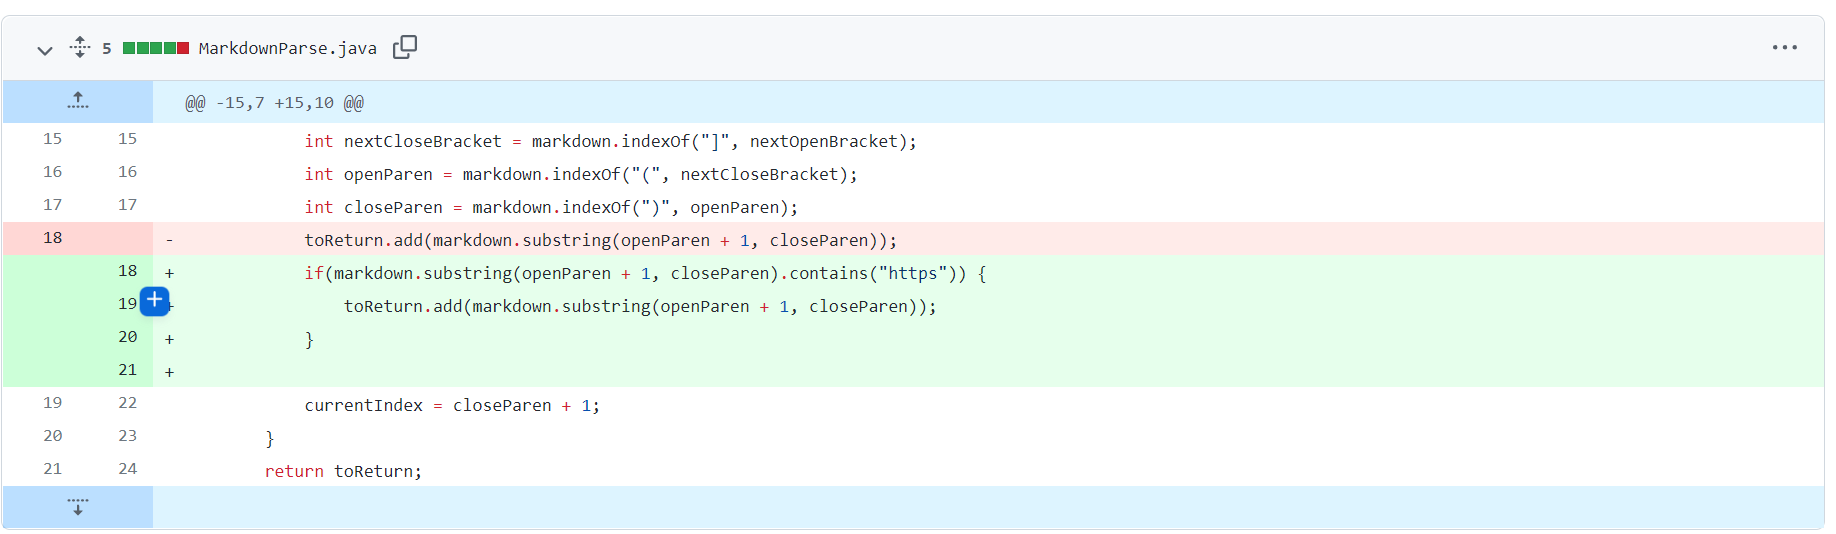 5 MarkdownParse.java
@@ -15,7 +15,10 @@
15 15 int nextCloseBracket = markdown.indexOf("]", nextOpenBracket);
16 16 int openParen = markdown.indexOf("(", nextCloseBracket);
17 17 int closeParen = markdown.indexOf(")", openParen);
18 - toReturn.add(markdown.substring(openParen + 1, closeParen));
18 + if(markdown.substring(openParen + 1, closeParen).contains("https")) {
19 + toReturn.add(markdown.substring(openParen + 1, closeParen));
20 + }
21 +
19 22 currentIndex = closeParen + 1;
20 23 }
21 24 return toReturn;